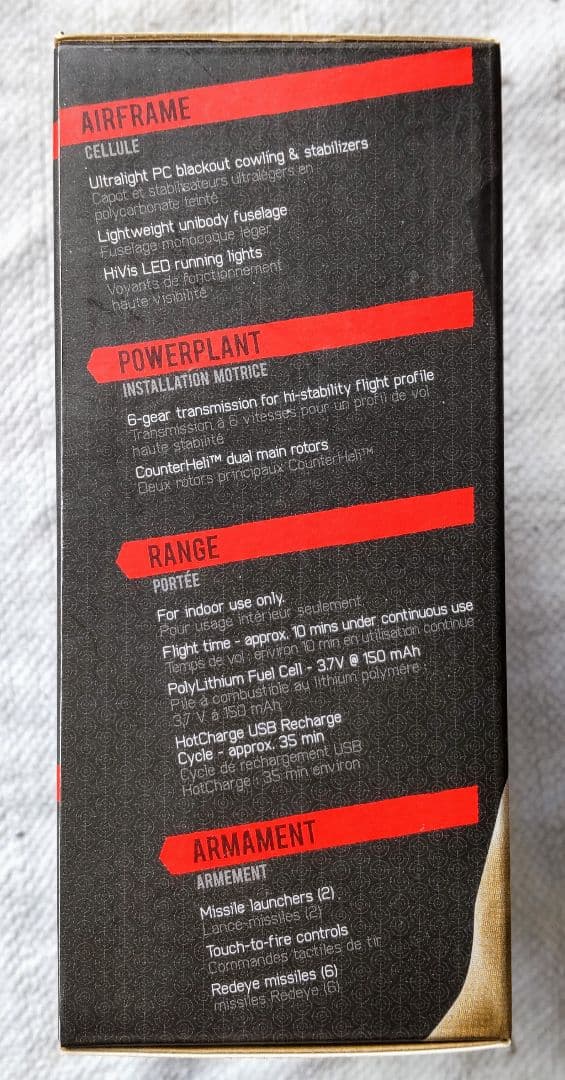 AIRFRAME
CELLULE
Ultralight PC blackout cowling & stabilizers
Capot et stabilisateurs ultralégers en
polycarbonate teinté
Lightweight unibody fuselage
Fuselage monocoque léger
HiVis LED running lights
Voyants de fonctionnement
haute visibilité
POWERPLANT
INSTALLATION MOTRICE
6-gear transmission for hi-stability flight profile
Transmission à 6 vitesses pour un profil de vol
haute stabilité
CounterHeli™ dual main rotors
Deux rotors principaux CounterHeli™
RANGE
PORTÉE
For indoor use only.
Pour usage intérieur seulement.
Flight time - approx. 10 mins under continuous use
Temps de vol : environ 10 min en utilisation continue
PolyLithium Fuel Cell - 3.7V @ 150 mAh
Pile à combustible au lithium polymère :
3,7 V à 150 mAh
HotCharge USB Recharge
Cycle - approx. 35 min
Cycle de rechargement USB
HotCharge : 35 min environ
ARMAMENT
ARMEMENT
Missile launchers (2)
Lance-missiles (2)
Touch-to-fire controls
Commandes tactiles de tir
Redeye missiles (6)
missiles Redeye (6)